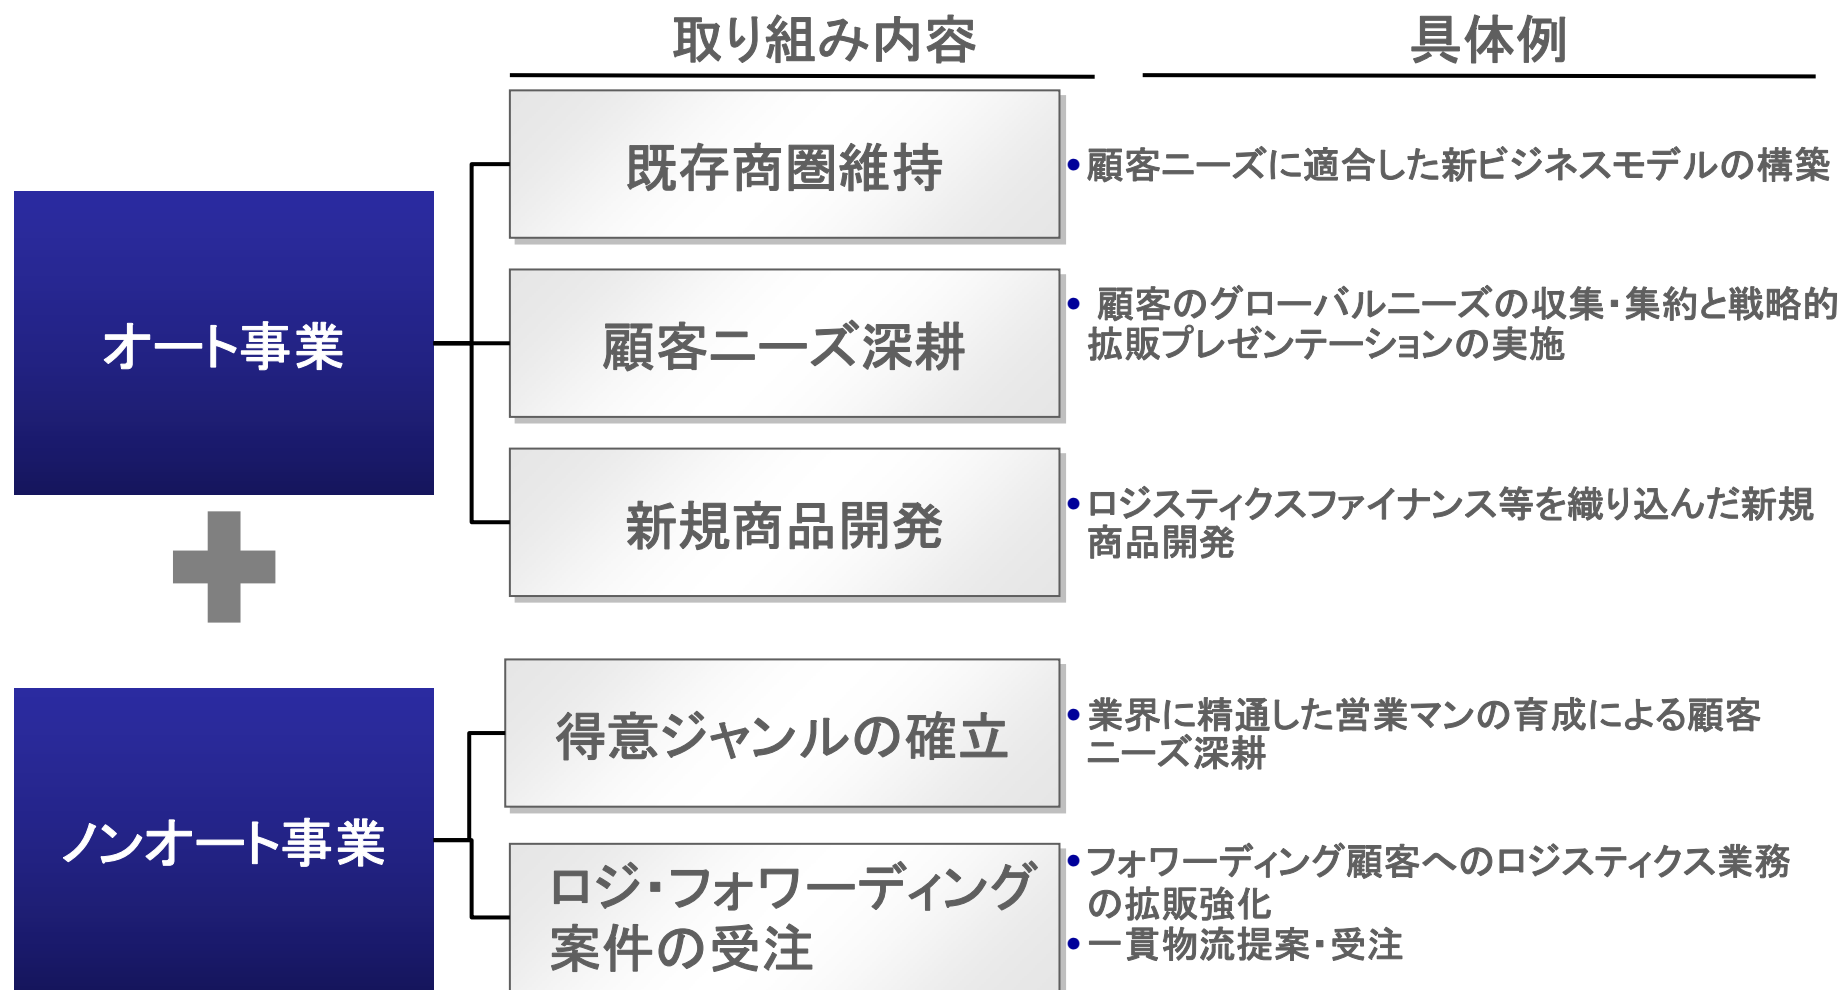 取り組み内容
具体例
オート事業
既存商圏維持
•顧客ニーズに適合した新ビジネスモデルの構築
顧客ニーズ深耕
• 顧客のグローバルニーズの収集・集約と戦略的
拡販プレゼンテーションの実施
新規商品開発
•ロジスティクスファイナンス等を織り込んだ新規
商品開発
ノンオート事業
得意ジャンルの確立
•業界に精通した営業マンの育成による顧客
ニーズ深耕
ロジ・フォワーディング
案件の受注
•フォワーディング顧客へのロジスティクス業務
の拡販強化
•一貫物流提案・受注